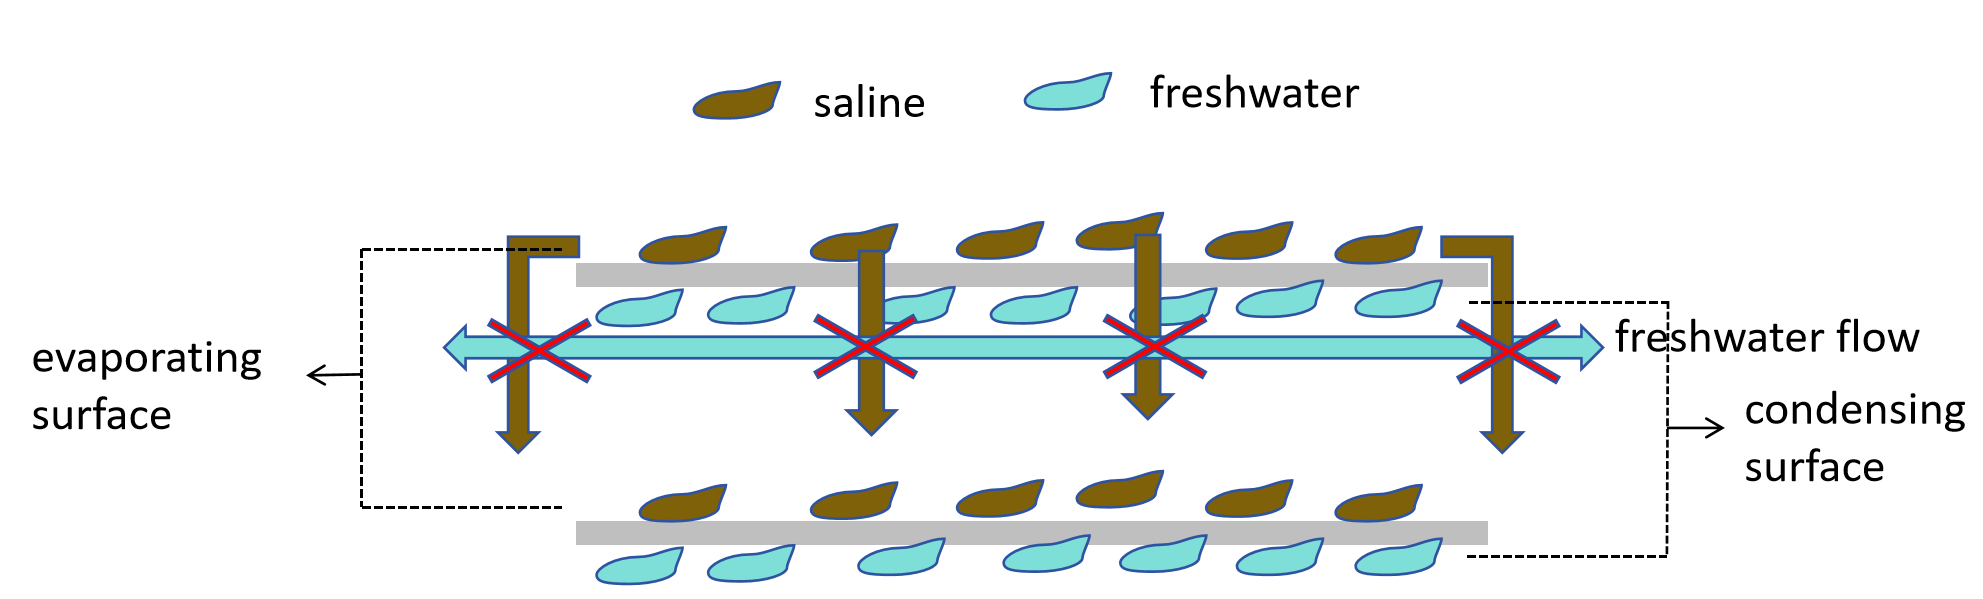 saline
freshwater
freshwater flow
evaporating
surface
condensing
surface